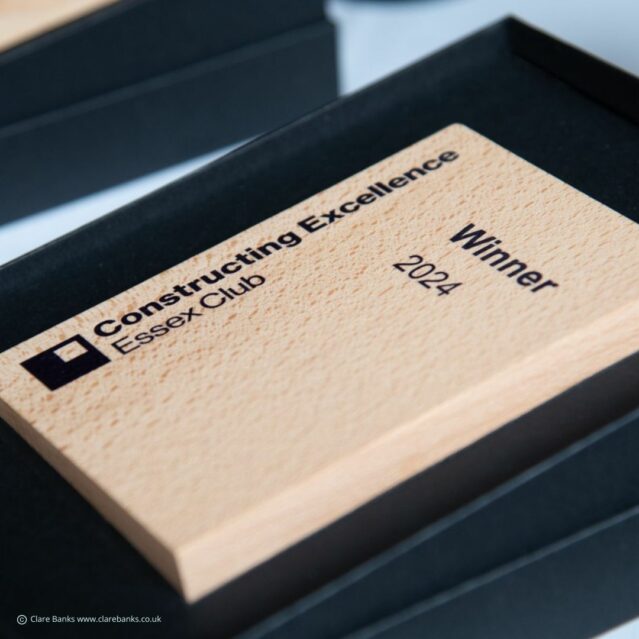 Constructing Excellence
Essex Club
Winner
2024
© Clare Banks www.clarebanks.co.uk